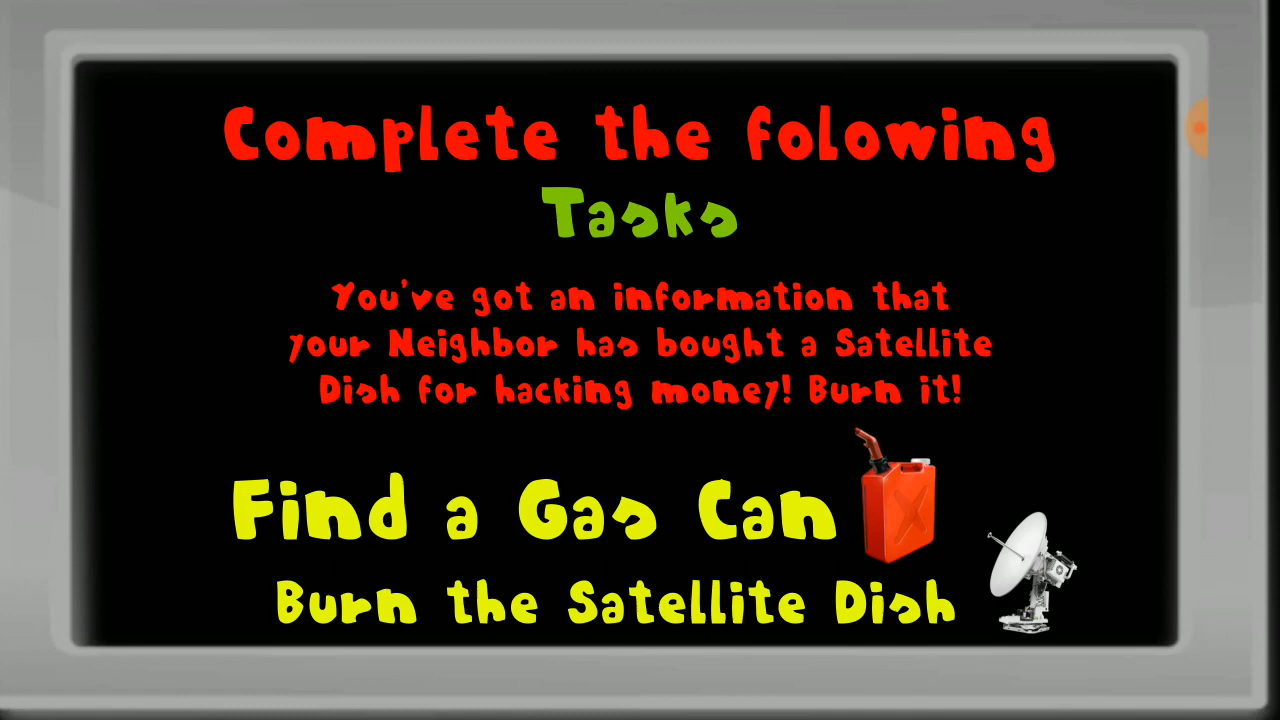 Complete the folowing
Tasks
You've got an information that
your Neighbor has bought a Satellite
Dish for hacking money! Burn it!
Find a Gas Can
Burn the Satellite Dish